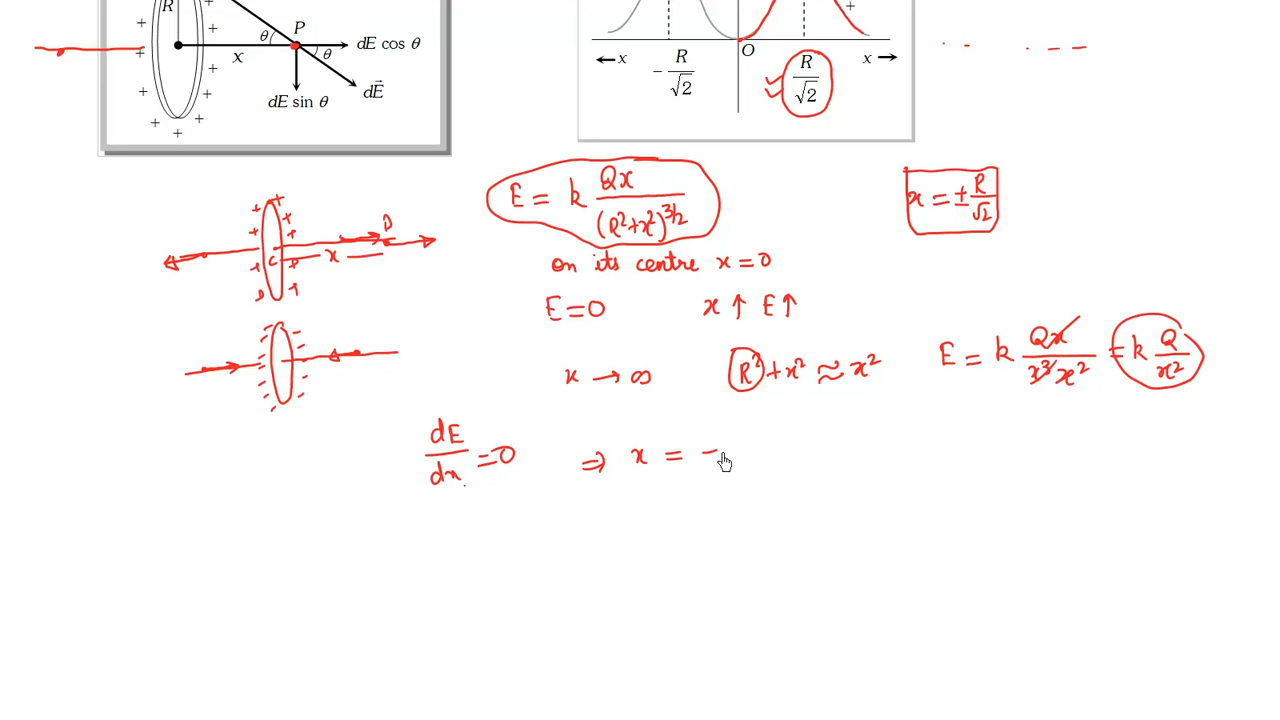 R
+ + + + + + + + + + +
P
θ
dE cos θ
x
θ
dE sin θ
dE⃗
+
O
←x
x→
- R/√2
R/√2
E = k Qx/(R²+x²)^3/2
x = ± R/√2
+ + + + + + +
P
C
x
on its centre x = 0
E = 0 x ↑ E ↑
x → ∞ R²+x² ≈ x²
E = k Qx/x³ x² = k Q/x²
dE/dx = 0 ⇒ x = -